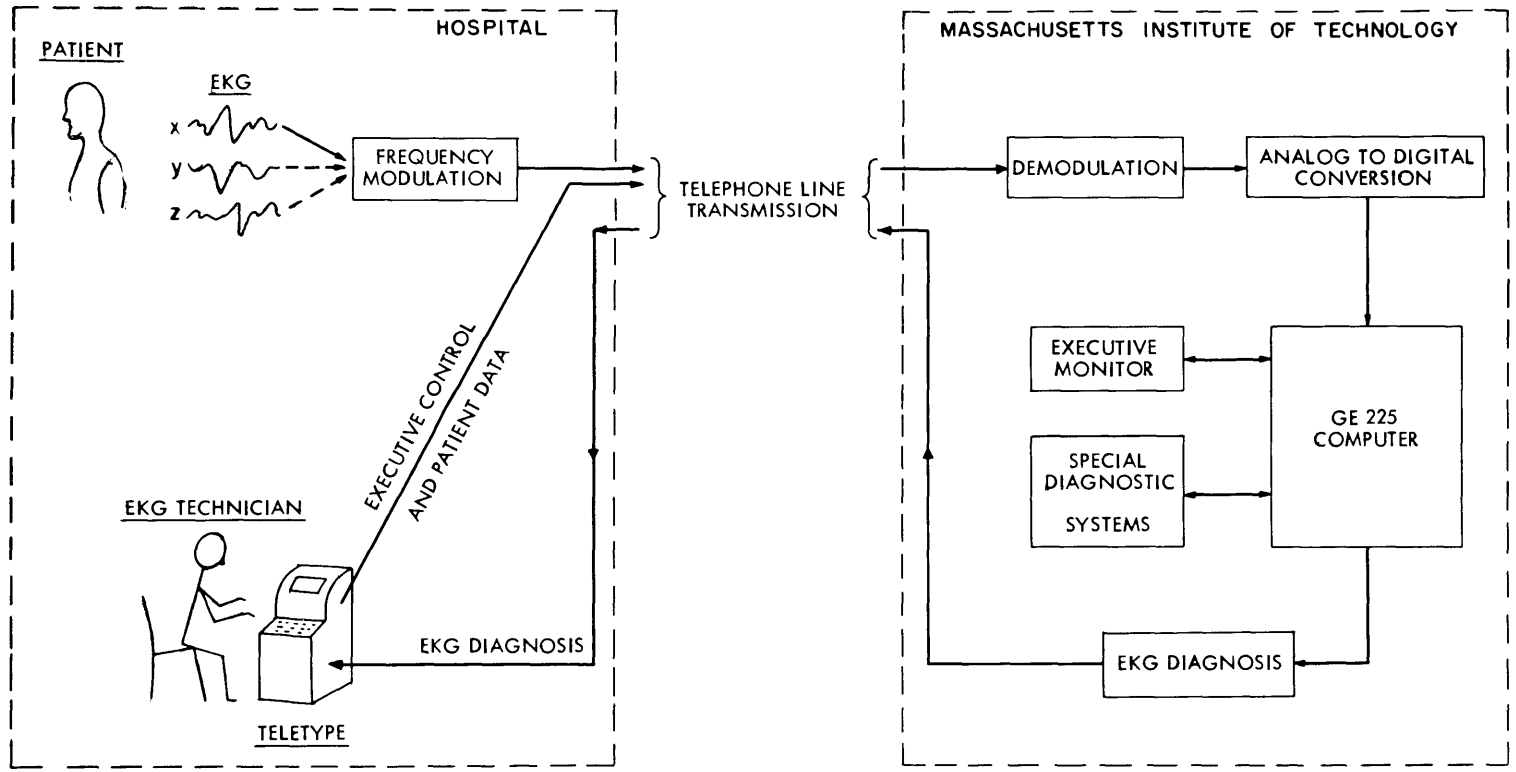 HOSPITAL
PATIENT
EKG
x
y
z
FREQUENCY
MODULATION
TELEPHONE LINE
TRANSMISSION
EXECUTIVE CONTROL
AND PATIENT DATA
EKG TECHNICIAN
EKG DIAGNOSIS
TELETYPE
MASSACHUSETTS INSTITUTE OF TECHNOLOGY
DEMODULATION
ANALOG TO DIGITAL
CONVERSION
EXECUTIVE
MONITOR
GE 225
COMPUTER
SPECIAL
DIAGNOSTIC
SYSTEMS
EKG DIAGNOSIS